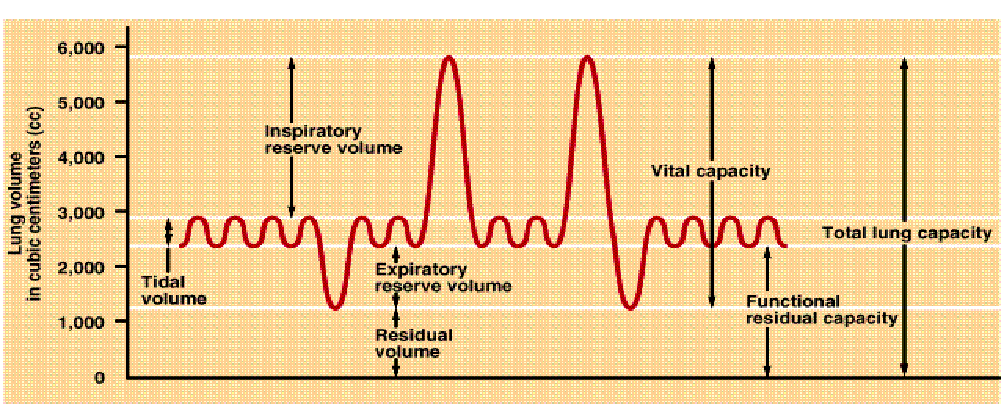 Lung volume
in cubic centimeters (cc)
6,000
5,000
4,000
3,000
2,000
1,000
0
Inspiratory
reserve volume
Vital capacity
Total lung capacity
Tidal
volume
Expiratory
reserve volume
Functional
residual capacity
Residual
volume